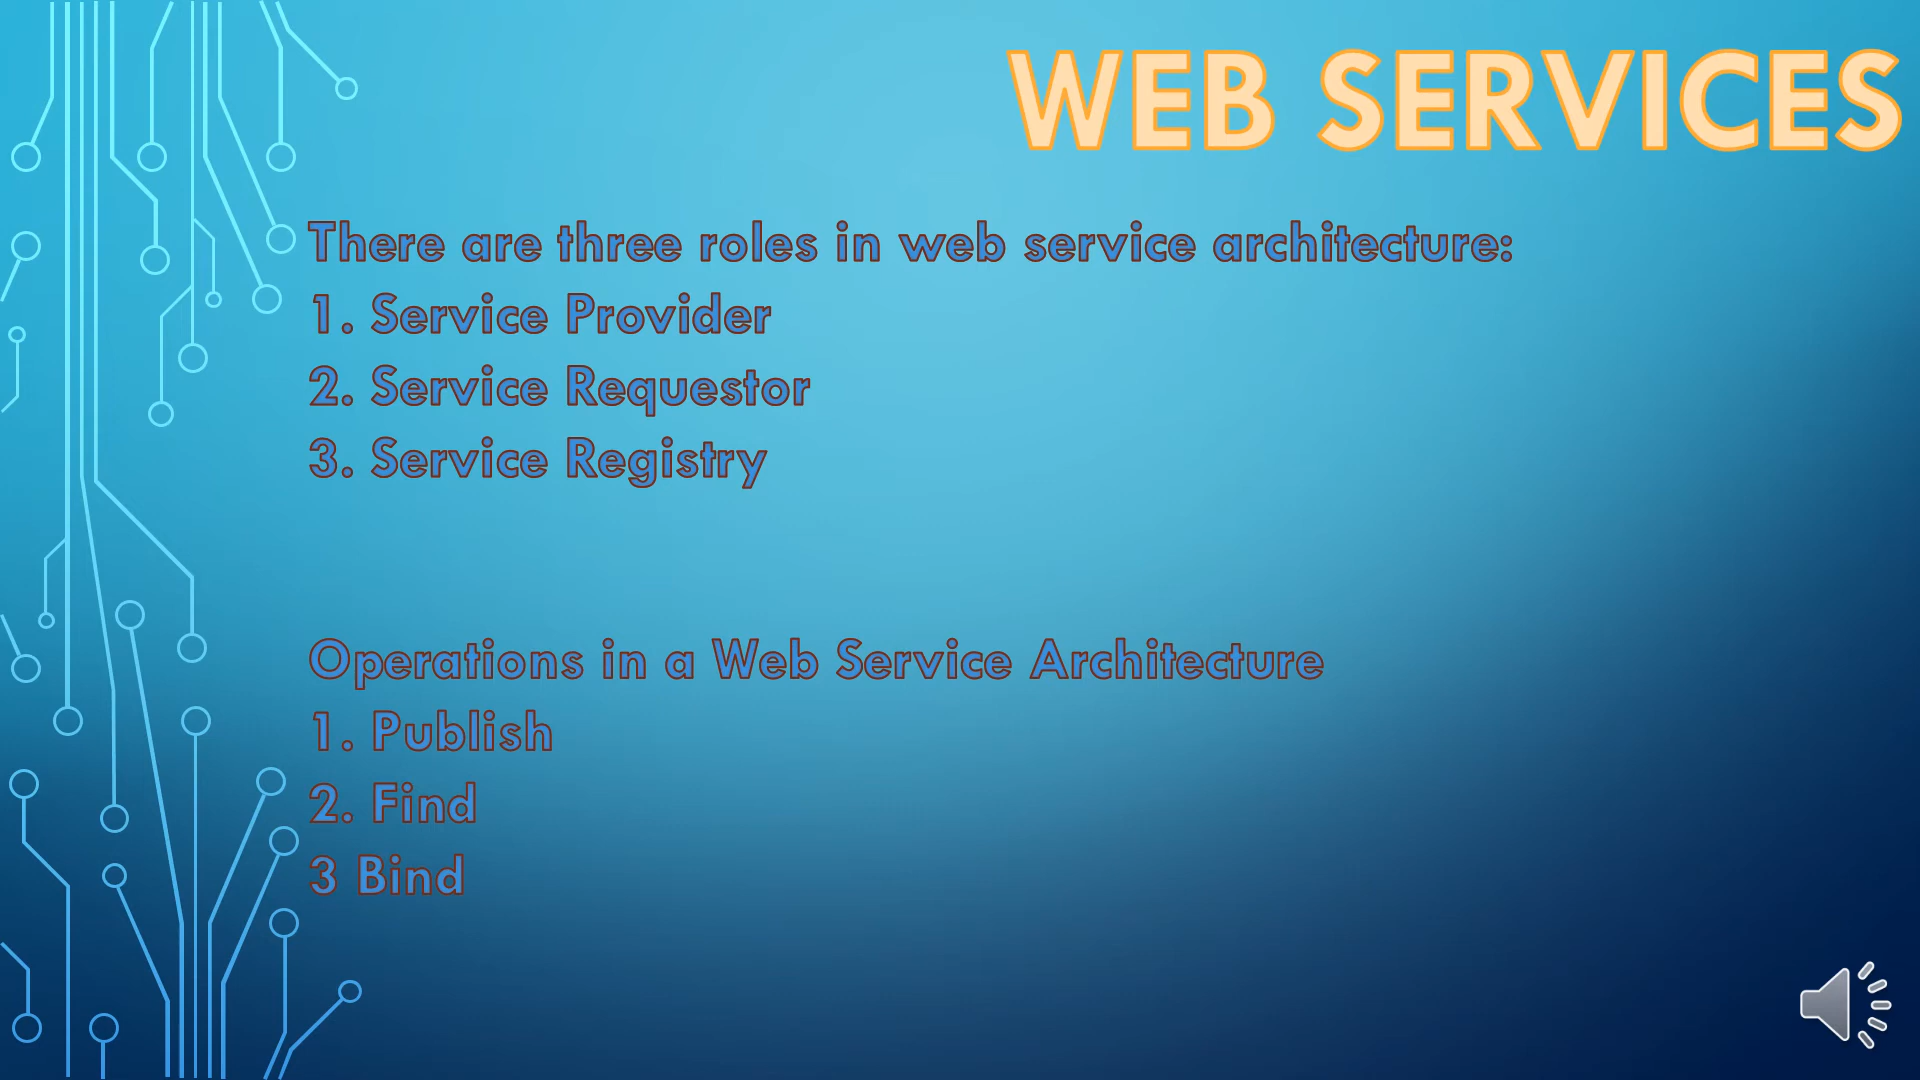 WEB SERVICES
There are three roles in web service architecture:
1. Service Provider
2. Service Requestor
3. Service Registry
Operations in a Web Service Architecture
1. Publish
2. Find
3 Bind